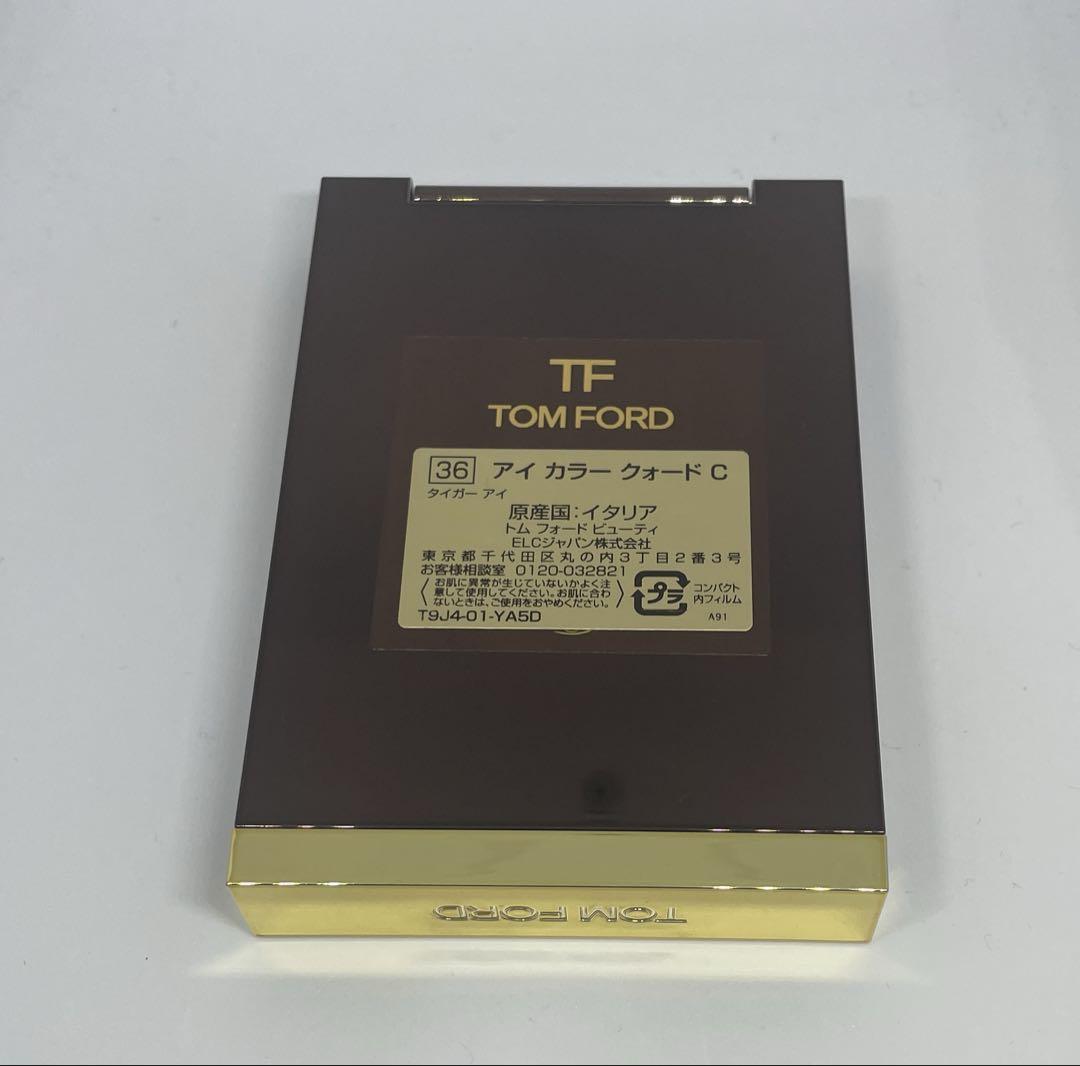 TF
TOM FORD
36 アイ カラー クォード C
タイガー アイ
原産国:イタリア
トム フォード ビューティ
ELCジャパン株式会社
東京都千代田区丸の内3丁目2番3号
お客様相談室 0120-032821
お肌に異常が生じていないかよく注
意して使用してください。お肌に合わ
ないときは、ご使用をおやめください。
プラ
コンパクト
内フィルム
T9J4-01-YA5D
A91
TOM FORD